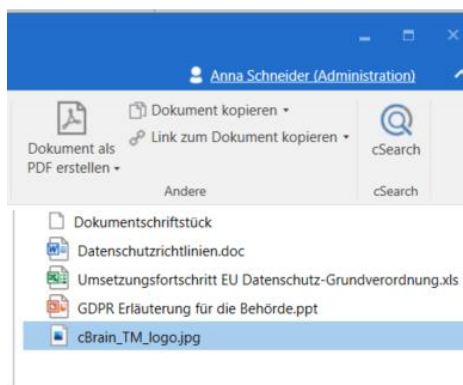 Anna Schneider (Administration)
Dokument als
PDF erstellen
Dokument kopieren
Link zum Dokument kopieren
cSearch
Andere
cSearch
Dokumentschriftstück
Datenschutzrichtlinien.doc
Umsetzungsfortschritt EU Datenschutz-Grundverordnung.xls
GDPR Erläuterung für die Behörde.ppt
cBrain_TM_logo.jpg